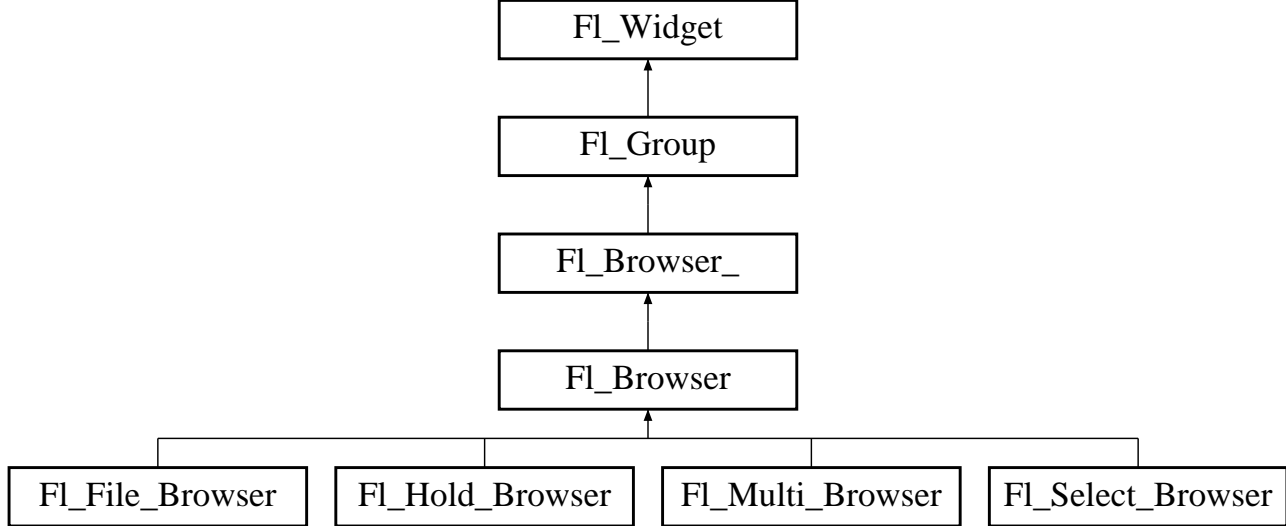 Fl_Widget
Fl_Group
Fl_Browser_
Fl_Browser
Fl_File_Browser
Fl_Hold_Browser
Fl_Multi_Browser
Fl_Select_Browser